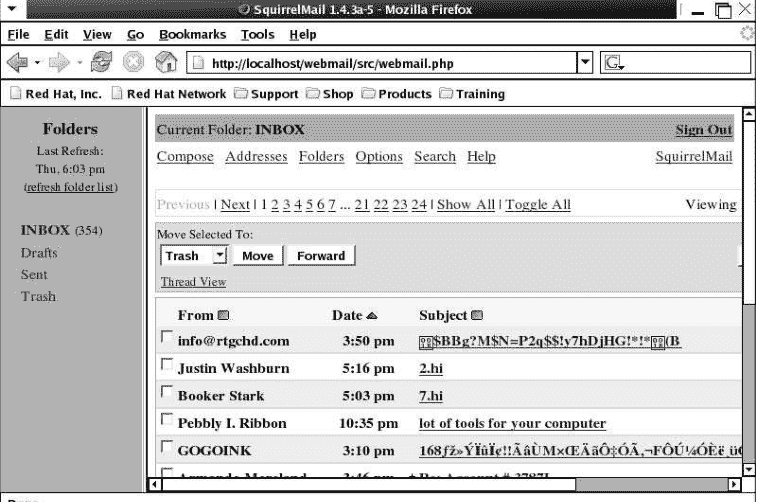 SquirrelMail 1.4.3a-5 - Mozilla Firefox
File Edit View Go Bookmarks Tools Help
http://localhost/webmail/src/webmail.php G
Red Hat, Inc. Red Hat Network Support Shop Products Training
Folders
Last Refresh:
Thu, 6:03 pm
(refresh folder list)
INBOX (354)
Drafts
Sent
Trash
Current Folder: INBOX Sign Out
Compose Addresses Folders Options Search Help SquirrelMail
Previous | Next | 1 2 3 4 5 6 7 ... 21 22 23 24 | Show All | Toggle All Viewing
Move Selected To:
Trash Move Forward
Thread View
From Date Subject
info@rtgchd.com 3:50 pm $BBg?M$N=P2q$$!y7hDjHG!*!*(B
Justin Washburn 5:16 pm 2.hi
Booker Stark 5:03 pm 7.hi
Pebbly I. Ribbon 10:35 pm lot of tools for your computer
GOGOINK 3:10 pm